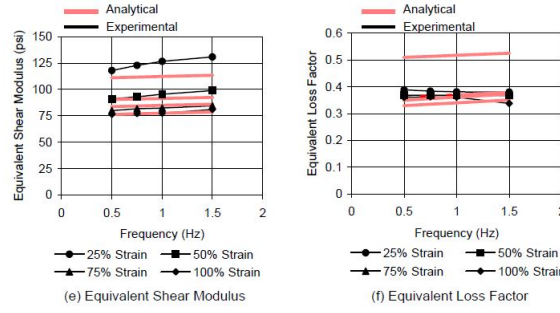 Analytical
Experimental
Equivalent Shear Modulus (psi)
150
125
100
75
50
25
0
0 0.5 1 1.5 2
Frequency (Hz)
25% Strain 50% Strain
75% Strain 100% Strain
(e) Equivalent Shear Modulus
Analytical
Experimental
Equivalent Loss Factor
0.6
0.5
0.4
0.3
0.2
0.1
0
0 0.5 1 1.5 2
Frequency (Hz)
25% Strain 50% Strain
75% Strain 100% Strain
(f) Equivalent Loss Factor